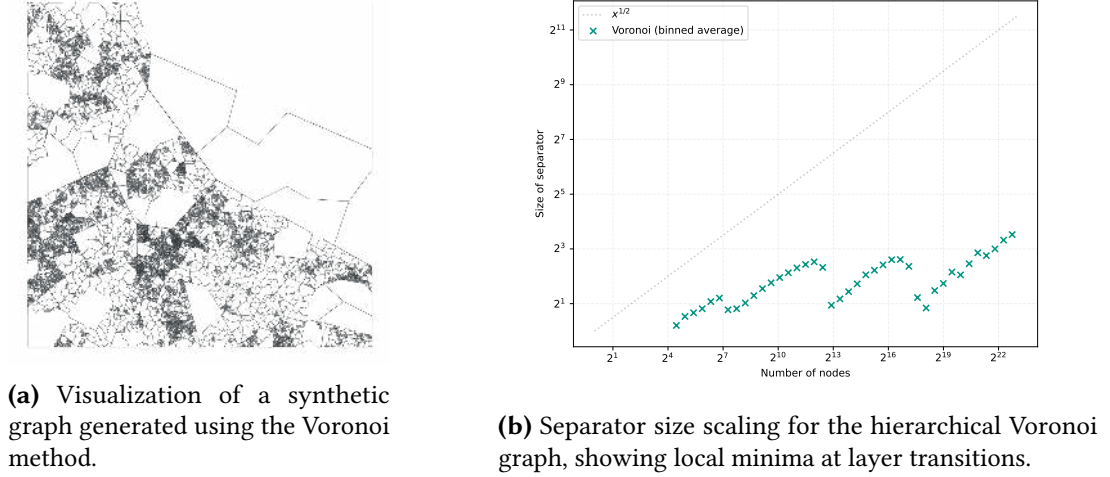 x^{1/2}
Voronoi (binned average)
2^{11}
2^9
2^7
2^5
2^3
2^1
Size of separator
2^1
2^4
2^7
2^{10}
2^{13}
2^{16}
2^{19}
2^{22}
Number of nodes
(a) Visualization of a synthetic
graph generated using the Voronoi
method.
(b) Separator size scaling for the hierarchical Voronoi
graph, showing local minima at layer transitions.